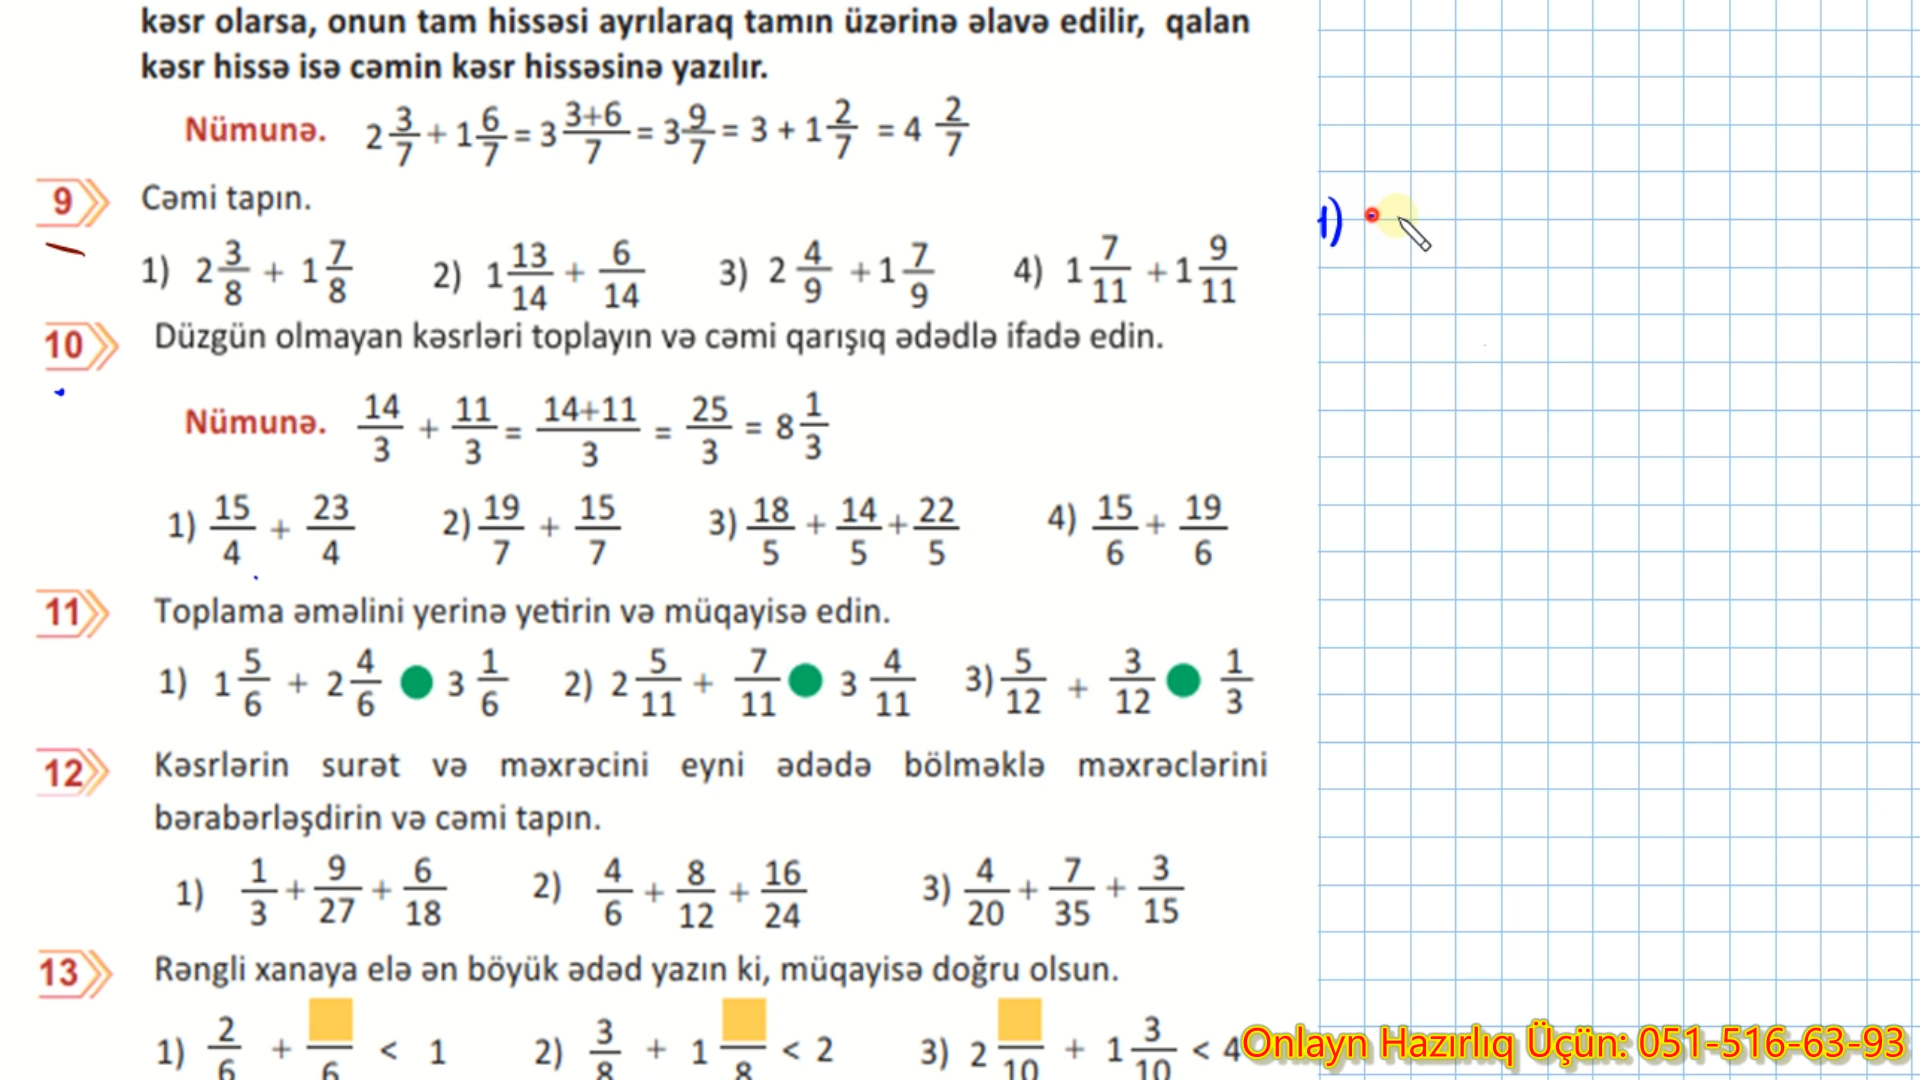 kəsr olarsa, onun tam hissəsi ayrılaraq tamın üzərinə əlavə edilir, qalan
kəsr hissə isə cəmin kəsr hissəsinə yazılır.
Nümunə. 2 3/7 + 1 6/7 = 3 (3+6)/7 = 3 9/7 = 3 + 1 2/7 = 4 2/7
9 Cəmi tapın.
1)
1) 2 3/8 + 1 7/8 2) 1 13/14 + 6/14 3) 2 4/9 + 1 7/9 4) 1 7/11 + 1 9/11
10 Düzgün olmayan kəsrləri toplayın və cəmi qarışıq ədədlə ifadə edin.
Nümunə. 14/3 + 11/3 = (14+11)/3 = 25/3 = 8 1/3
1) 15/4 + 23/4 2) 19/7 + 15/7 3) 18/5 + 14/5 + 22/5 4) 15/6 + 19/6
11 Toplama əməlini yerinə yetirin və müqayisə edin.
1) 1 5/6 + 2 4/6 ● 3 1/6 2) 2 5/11 + 7/11 ● 3 4/11 3) 5/12 + 3/12 ● 1/3
12 Kəsrlərin surət və məxrəcini eyni ədədə bölməklə məxrəclərini
bərabərləşdirin və cəmi tapın.
1) 1/3 + 9/27 + 6/18 2) 4/6 + 8/12 + 16/24 3) 4/20 + 7/35 + 3/15
13 Rəngli xanaya elə ən böyük ədəd yazın ki, müqayisə doğru olsun.
1) 2/6 + □/6 < 1 2) 3/8 + 1 □/8 < 2 3) 2 □/10 + 1 3/10 < 4
Onlayn Hazırlıq Üçün: 051-516-63-93